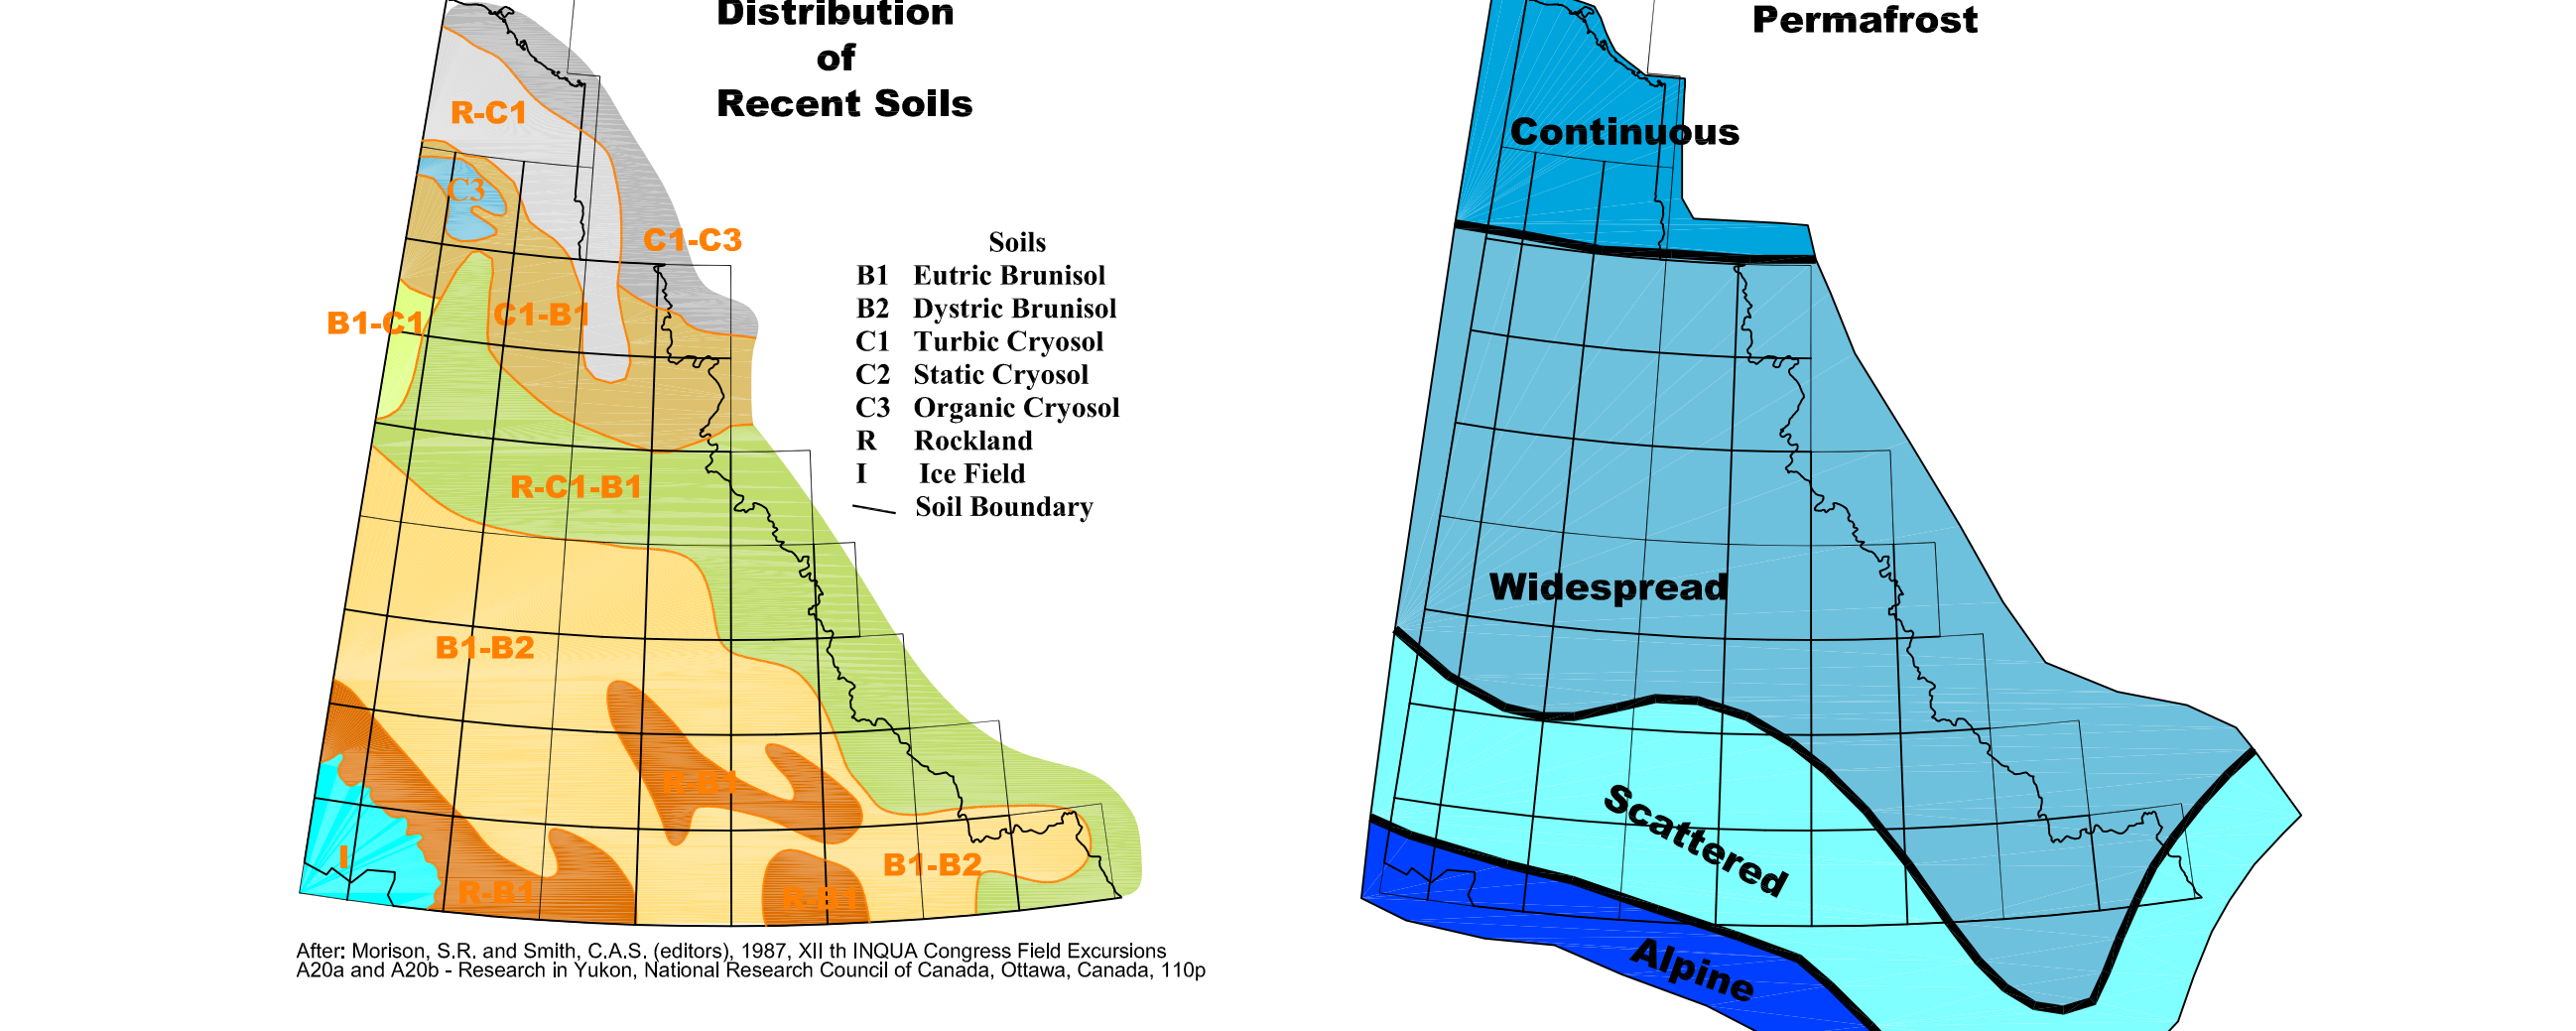 Distribution
of
Recent Soils
R-C1
C3
C1-C3
B1-C1
C1-B1
R-C1-B1
B1-B2
R-B1
B1-B2
I
R-B1
R-B1
Soils
B1 Eutric Brunisol
B2 Dystric Brunisol
C1 Turbic Cryosol
C2 Static Cryosol
C3 Organic Cryosol
R Rockland
I Ice Field
Soil Boundary
After: Morison, S.R. and Smith, C.A.S. (editors), 1987, XII th INQUA Congress Field Excursions
A20a and A20b - Research in Yukon, National Research Council of Canada, Ottawa, Canada, 110p
Permafrost
Continuous
Widespread
Scattered
Alpine